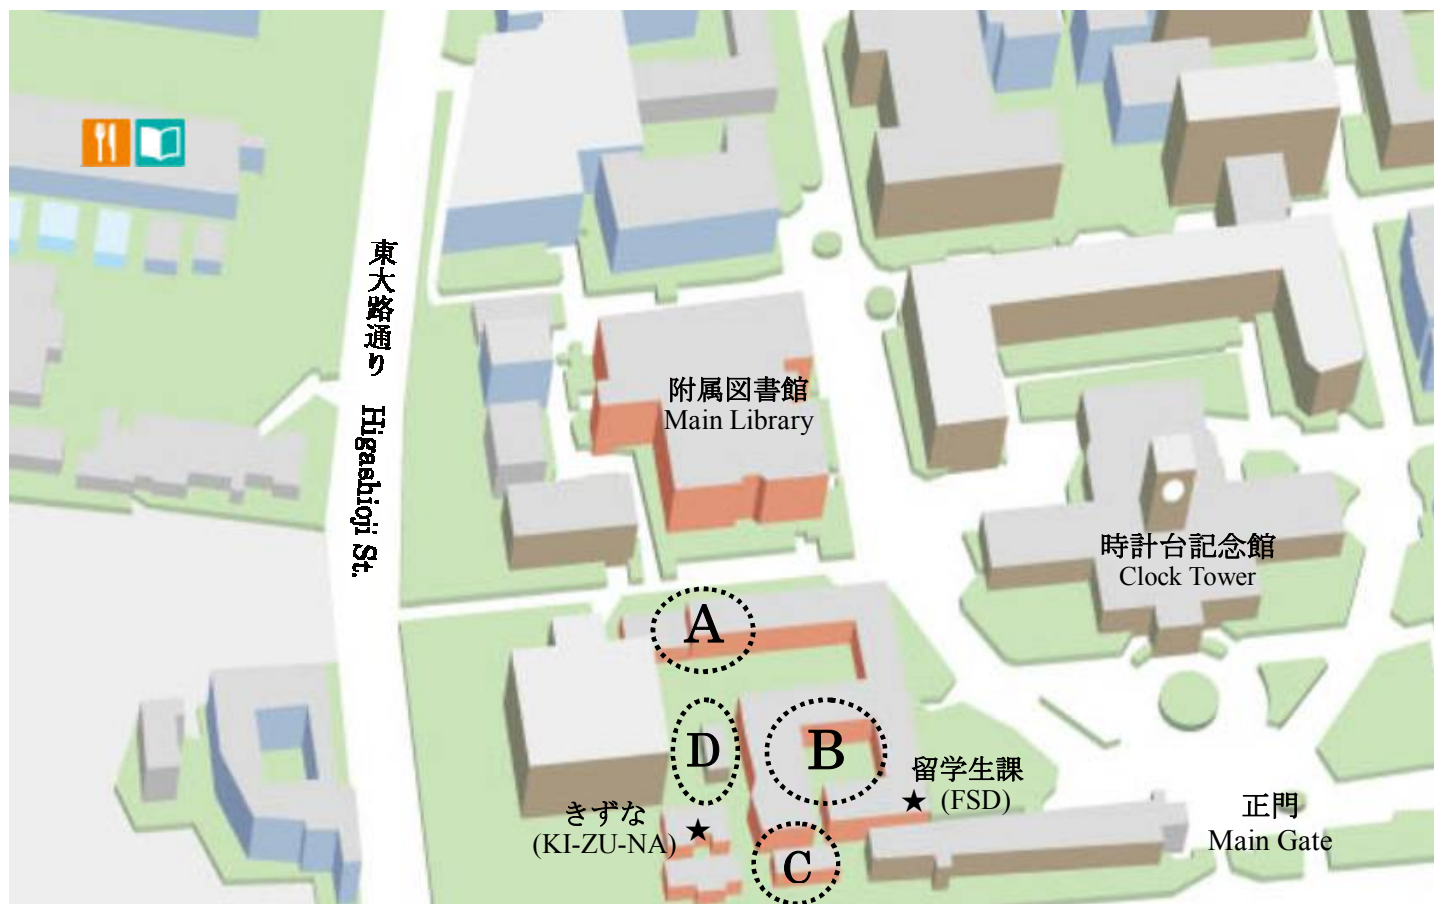 東大路通り Higashioji St.
附属図書館
Main Library
時計台記念館
Clock Tower
A
D
B
留学生課
(FSD)
きずな
(KI-ZU-NA)
正門
Main Gate
C